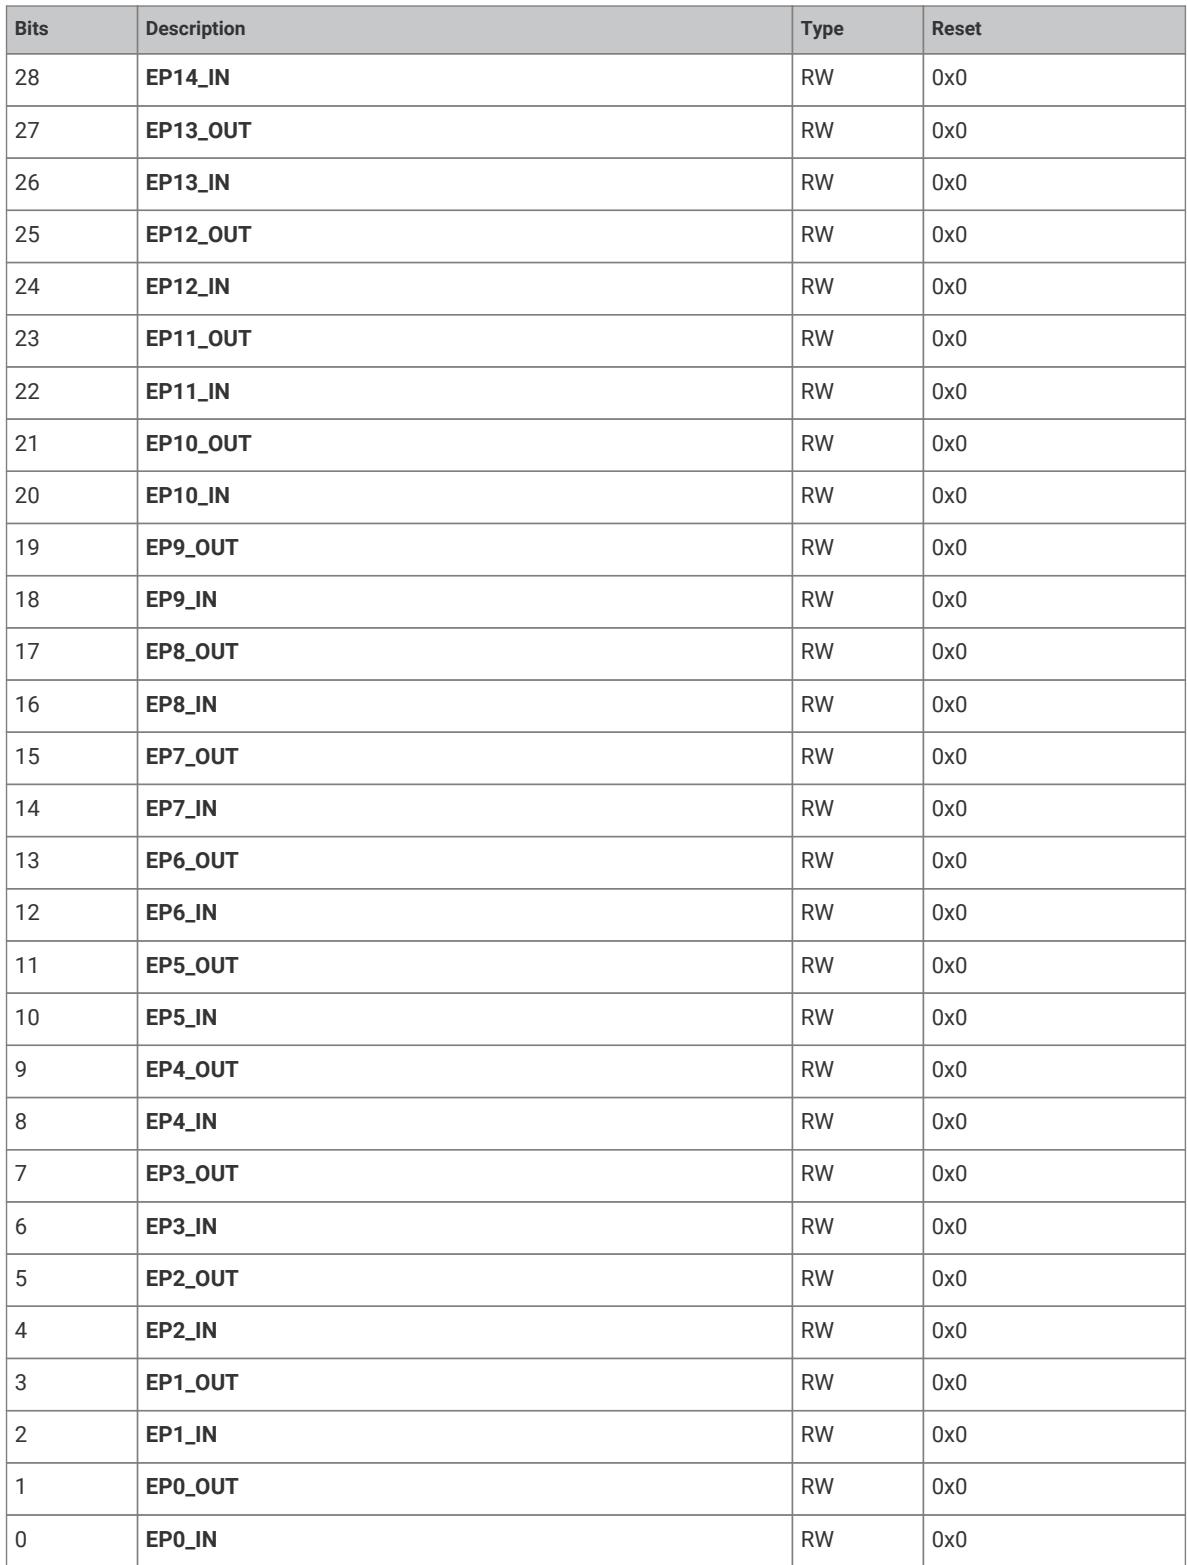 Bits Description Type Reset
28 EP14_IN RW 0x0
27 EP13_OUT RW 0x0
26 EP13_IN RW 0x0
25 EP12_OUT RW 0x0
24 EP12_IN RW 0x0
23 EP11_OUT RW 0x0
22 EP11_IN RW 0x0
21 EP10_OUT RW 0x0
20 EP10_IN RW 0x0
19 EP9_OUT RW 0x0
18 EP9_IN RW 0x0
17 EP8_OUT RW 0x0
16 EP8_IN RW 0x0
15 EP7_OUT RW 0x0
14 EP7_IN RW 0x0
13 EP6_OUT RW 0x0
12 EP6_IN RW 0x0
11 EP5_OUT RW 0x0
10 EP5_IN RW 0x0
9 EP4_OUT RW 0x0
8 EP4_IN RW 0x0
7 EP3_OUT RW 0x0
6 EP3_IN RW 0x0
5 EP2_OUT RW 0x0
4 EP2_IN RW 0x0
3 EP1_OUT RW 0x0
2 EP1_IN RW 0x0
1 EP0_OUT RW 0x0
0 EP0_IN RW 0x0